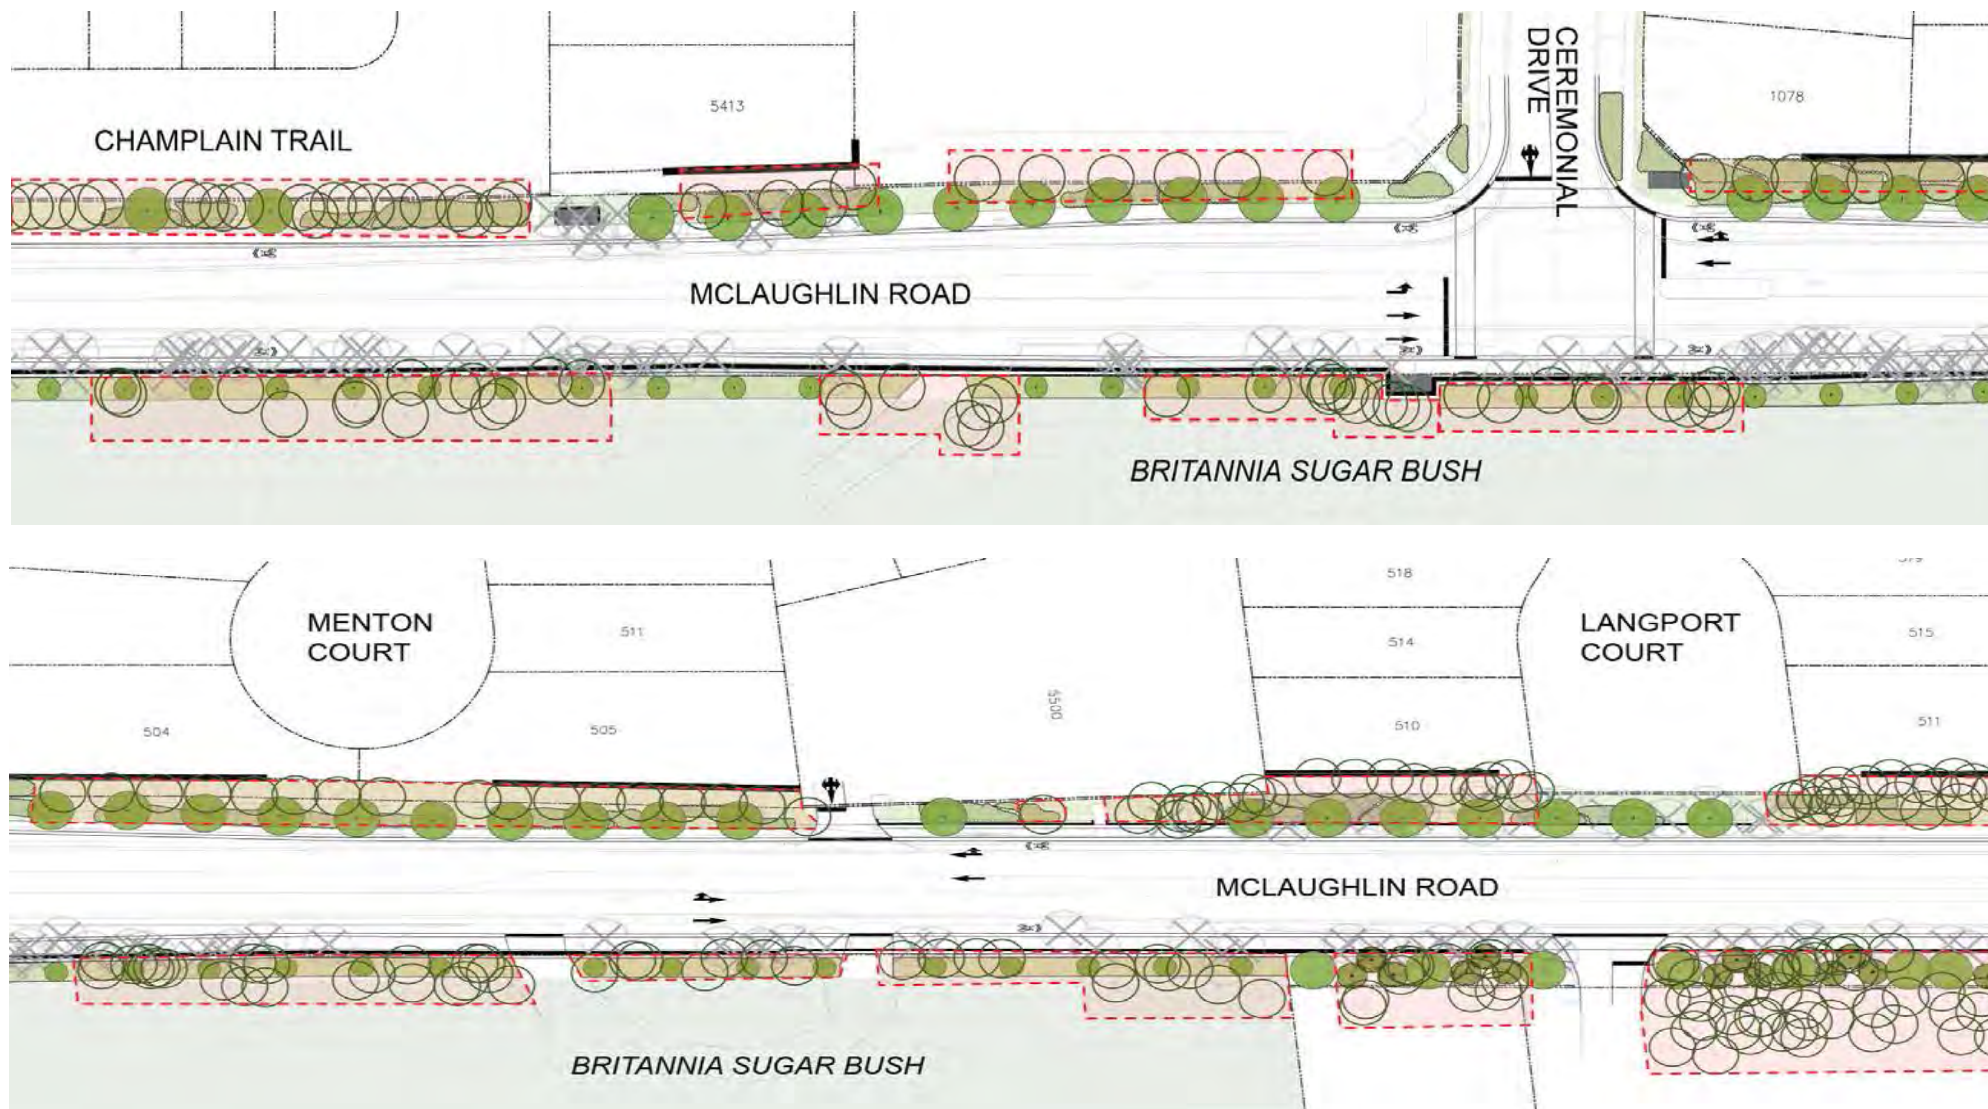 CEREMONIAL
DRIVE
5413
1078
CHAMPLAIN TRAIL
MCLAUGHLIN ROAD
BRITANNIA SUGAR BUSH
518
MENTON
COURT
511
LANGPORT
COURT
514
515
5500
504
505
510
511
MCLAUGHLIN ROAD
BRITANNIA SUGAR BUSH